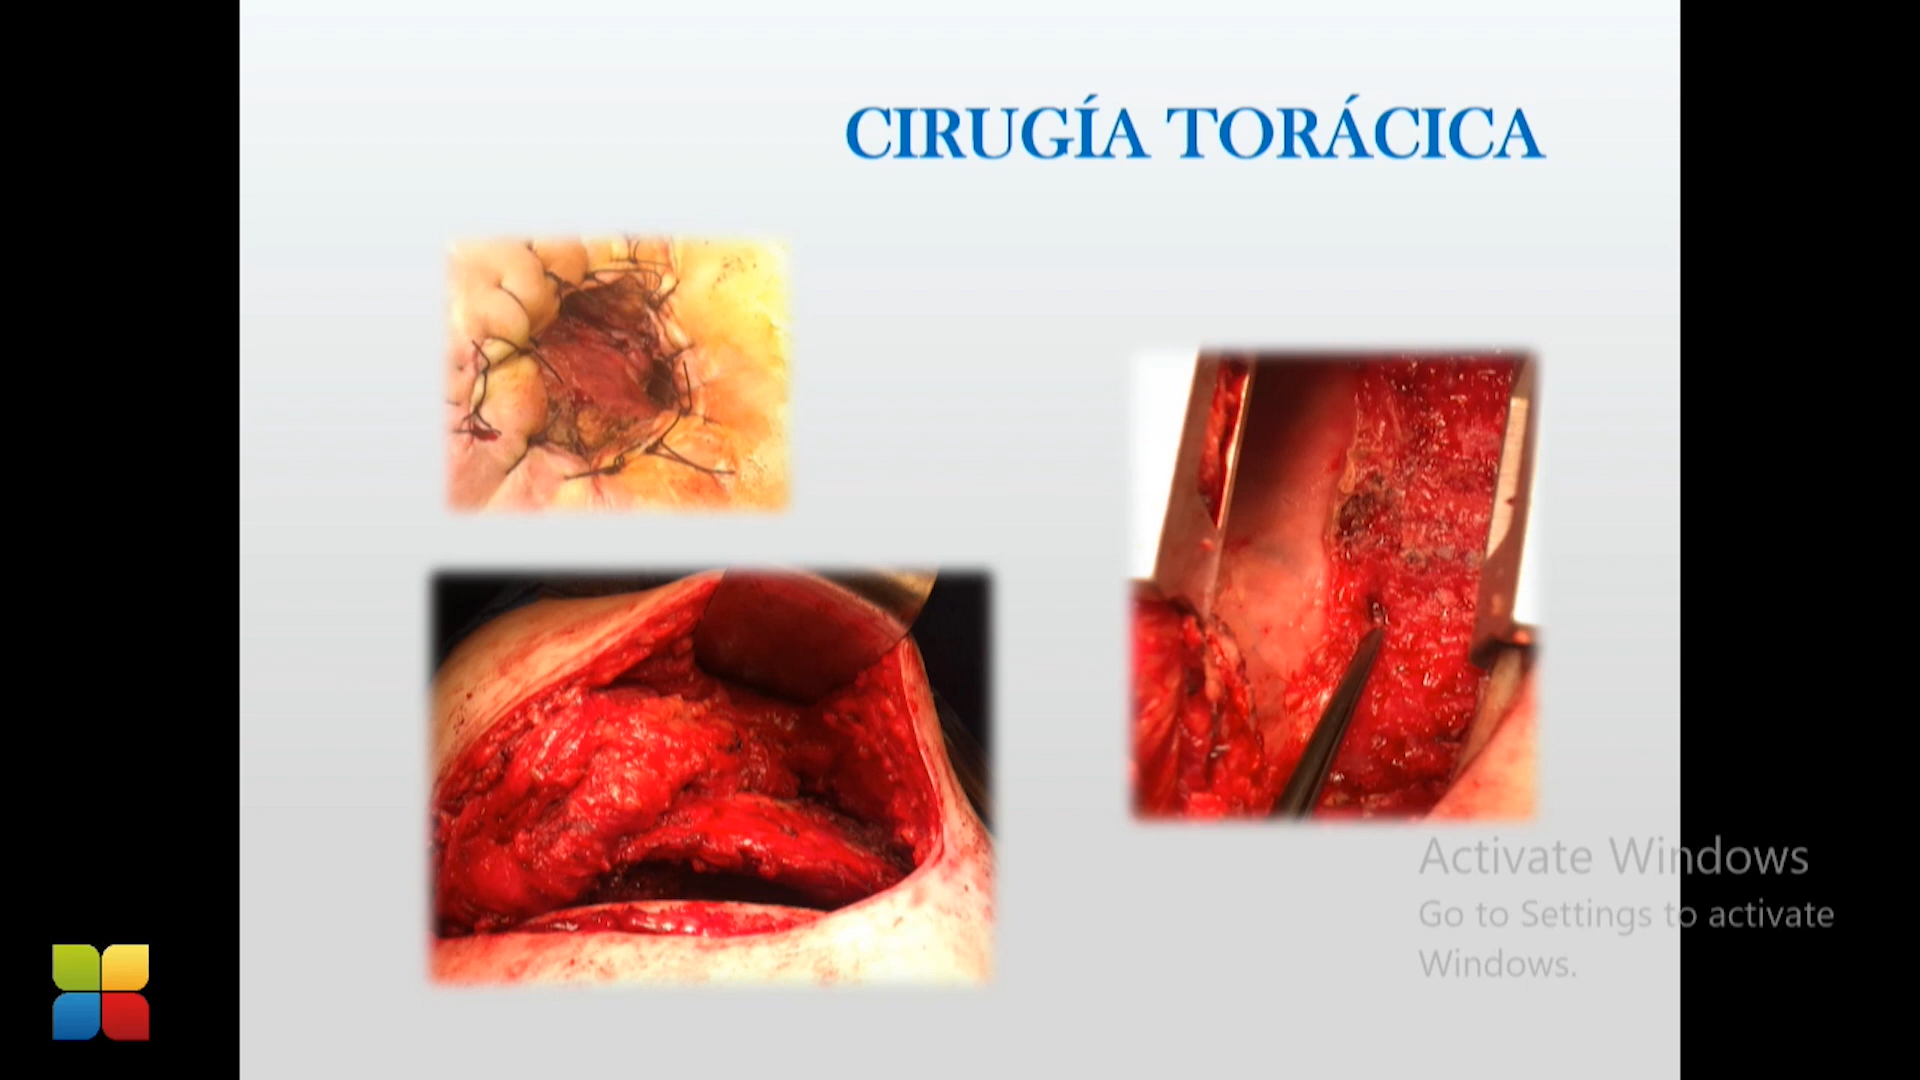 CIRUGÍA TORÁCICA
Activate Windows
Go to Settings to activate
Windows.